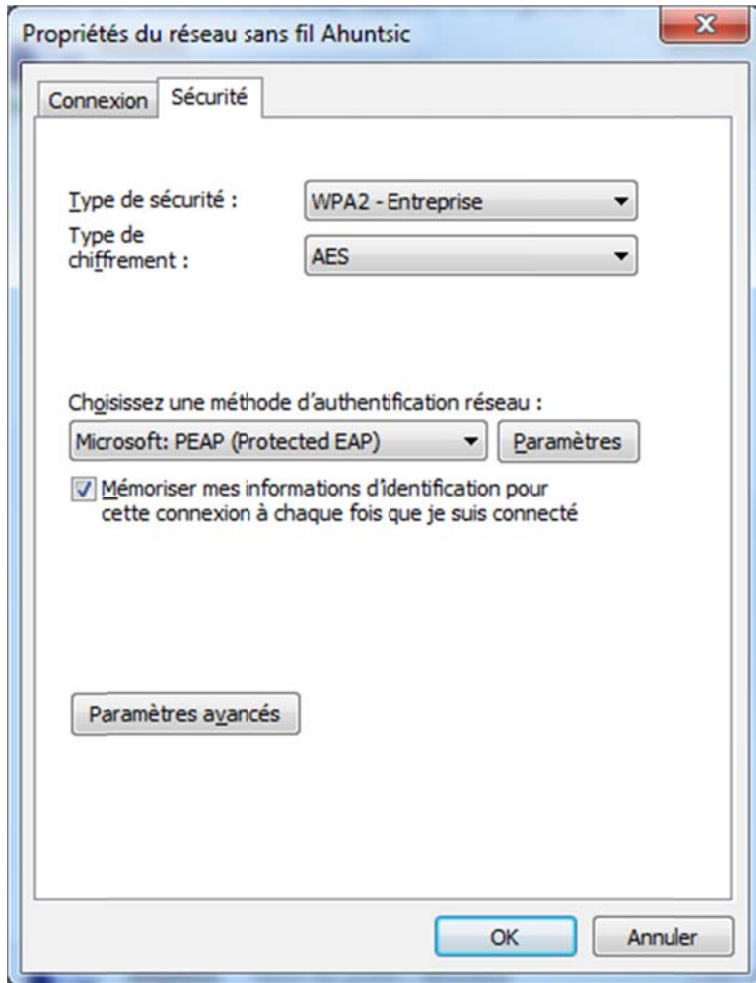 Propriétés du réseau sans fil Ahuntsic
Connexion Sécurité
Type de sécurité : WPA2 - Entreprise
Type de
chiffrement : AES
Choisissez une méthode d'authentification réseau :
Microsoft: PEAP (Protected EAP) Paramètres
Mémoriser mes informations d'identification pour
cette connexion à chaque fois que je suis connecté
Paramètres avancés
OK Annuler